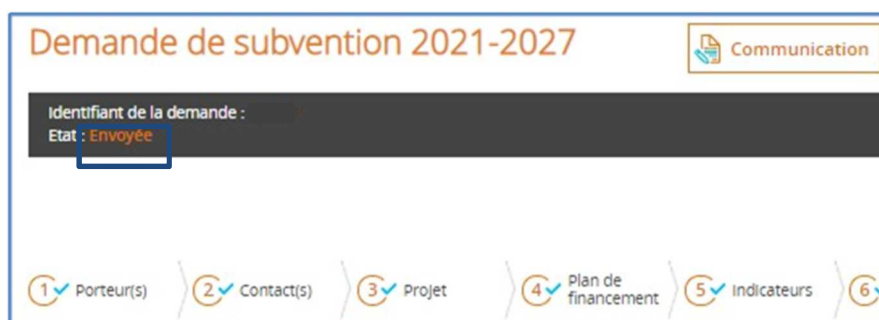 Demande de subvention 2021-2027
Communication
Identifiant de la demande :
Etat : Envoyée
1 Porteur(s)
2 Contact(s)
3 Projet
4 Plan de
financement
5 Indicateurs
6